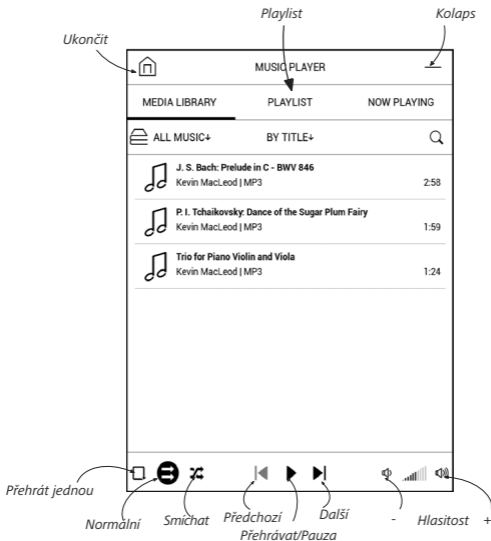 Playlist
Kolaps
Ukončit
MUSIC PLAYER
MEDIA LIBRARY PLAYLIST NOW PLAYING
ALL MUSIC↓ BY TITLE↓
J. S. Bach: Prelude in C - BWV 846
Kevin MacLeod | MP3 2:58
P. I. Tchaikovsky: Dance of the Sugar Plum Fairy
Kevin MacLeod | MP3 1:59
Trio for Piano Violin and Viola
Kevin MacLeod | MP3 1:24
Přehrát jednou
Normální Smíchat Předchozí Další - Hlasitost +
Přehrávat/Pauza